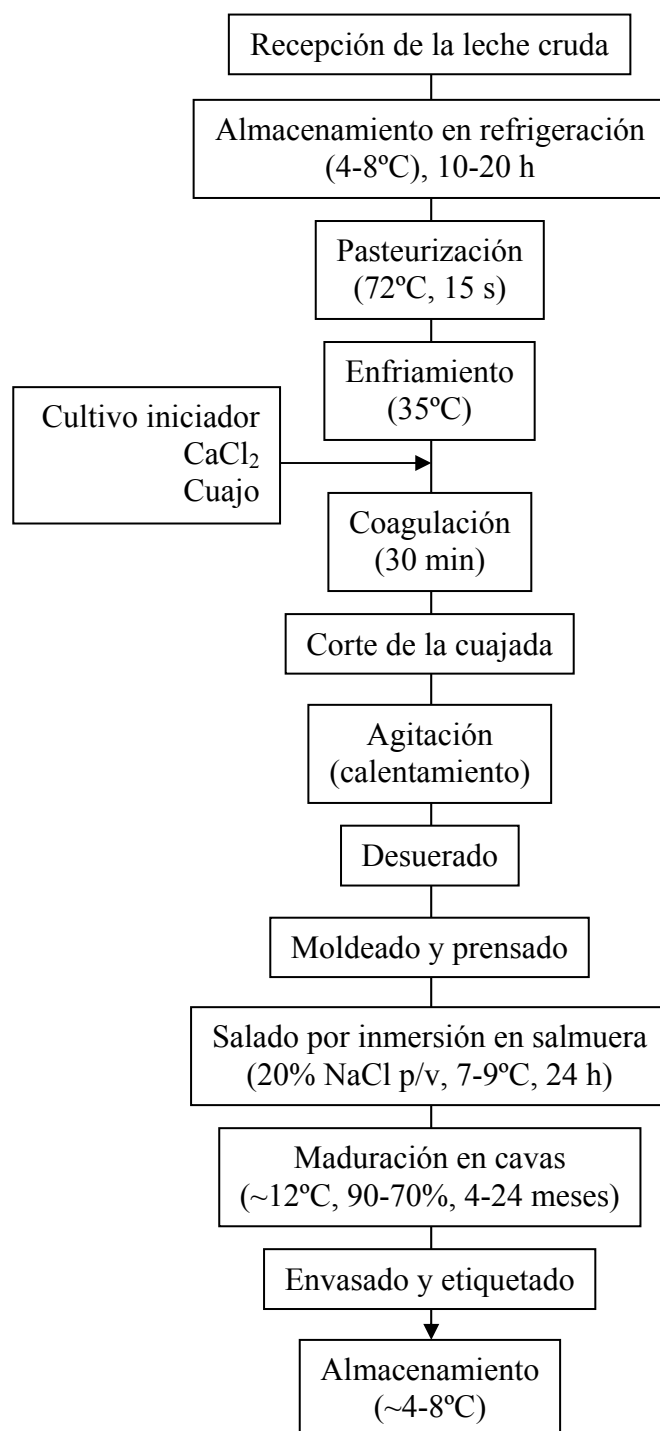 Recepción de la leche cruda
Almacenamiento en refrigeración
(4-8ºC), 10-20 h
Pasteurización
(72ºC, 15 s)
Enfriamiento
(35ºC)
Cultivo iniciador
CaCl₂
Cuajo
Coagulación
(30 min)
Corte de la cuajada
Agitación
(calentamiento)
Desuerado
Moldeado y prensado
Salado por inmersión en salmuera
(20% NaCl p/v, 7-9ºC, 24 h)
Maduración en cavas
(~12ºC, 90-70%, 4-24 meses)
Envasado y etiquetado
Almacenamiento
(~4-8ºC)